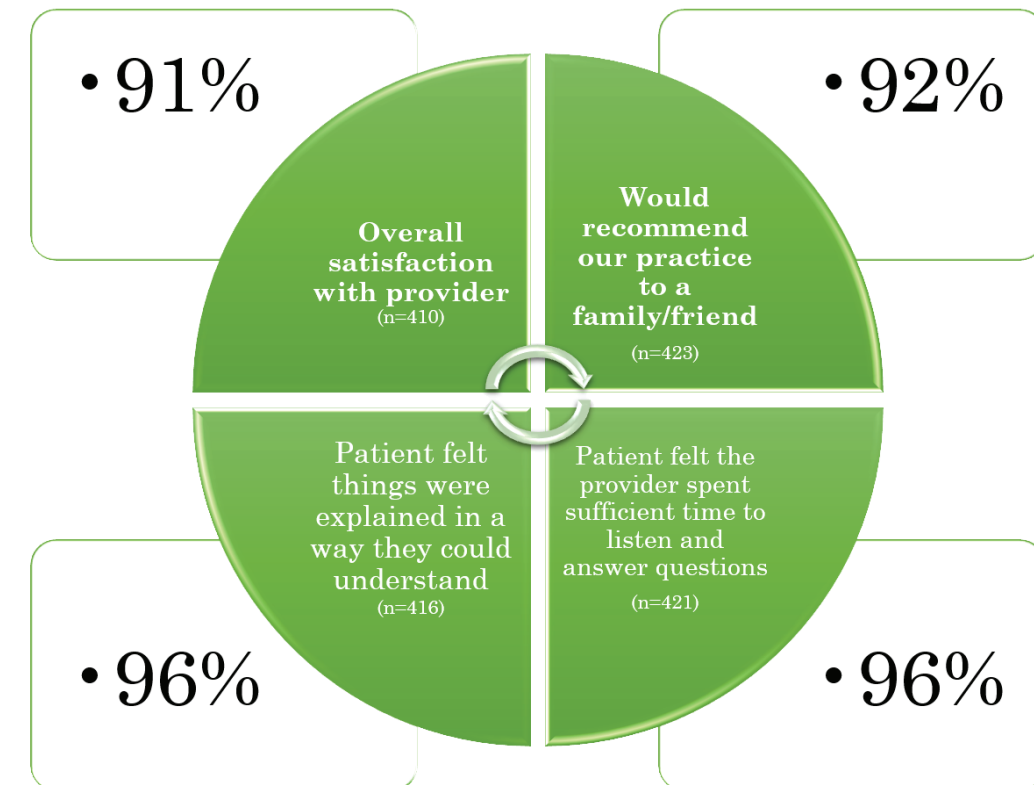 • 91%
Overall
satisfaction
with provider
(n=410)
• 92%
Would
recommend
our practice
to a
family/friend
(n=423)
• 96%
Patient felt
things were
explained in a
way they could
understand
(n=416)
• 96%
Patient felt the
provider spent
sufficient time to
listen and
answer questions
(n=421)